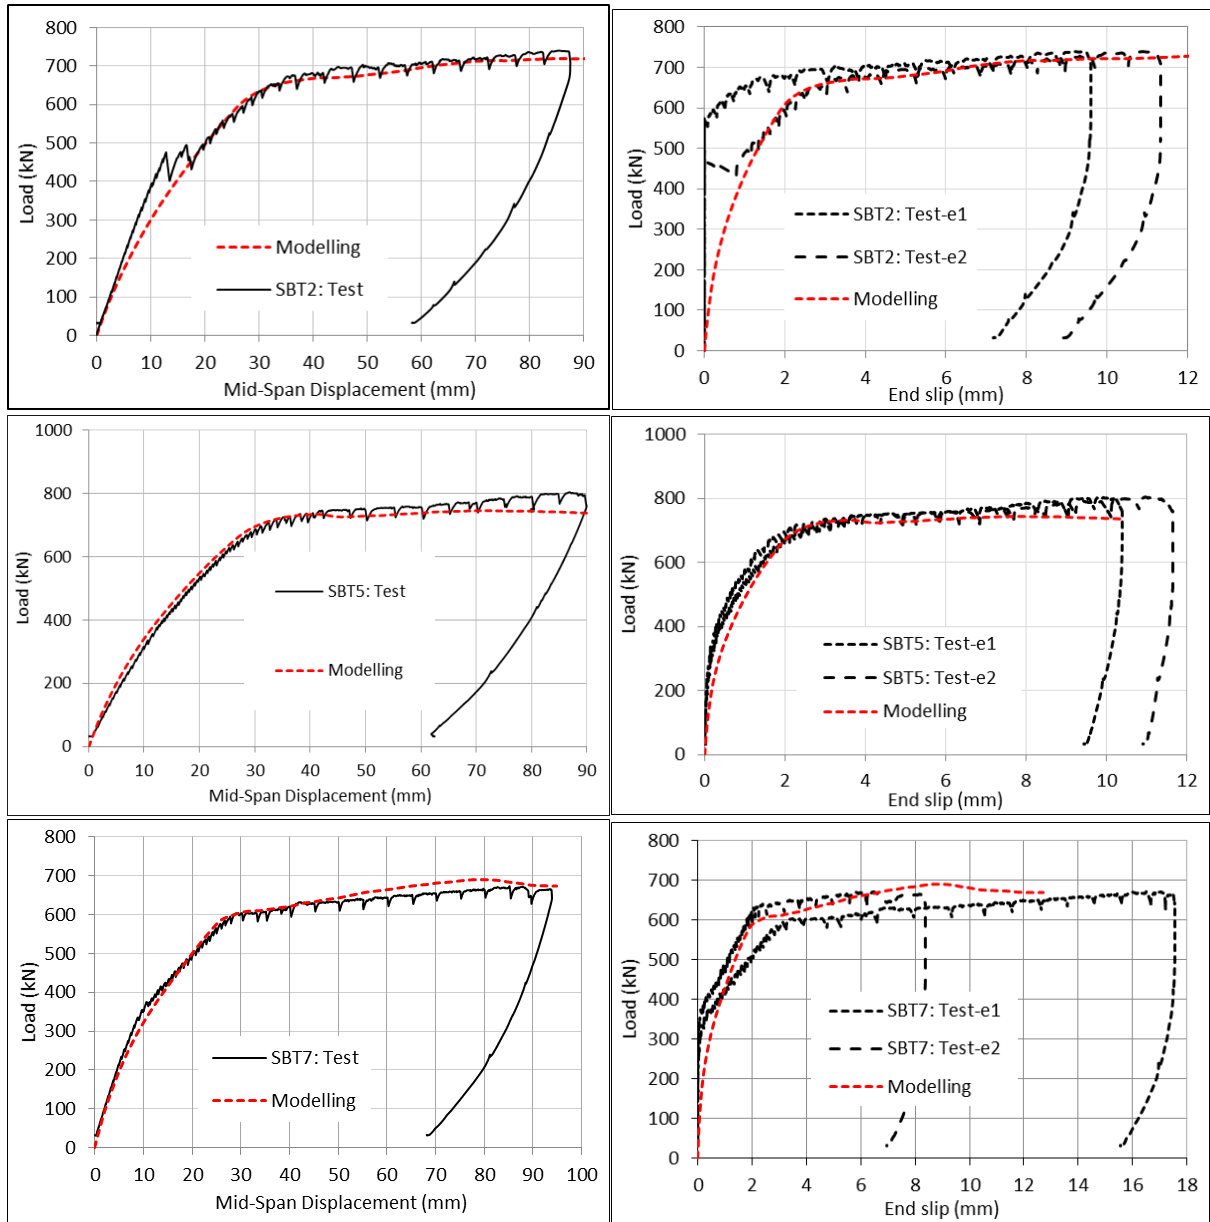 800
700
600
500
400
300
200
100
0
Load (kN)
Modelling
SBT2: Test
0 10 20 30 40 50 60 70 80 90
Mid-Span Displacement (mm)
800
700
600
500
400
300
200
100
0
Load (kN)
SBT2: Test-e1
SBT2: Test-e2
Modelling
0 2 4 6 8 10 12
End slip (mm)
1000
800
600
400
200
0
Load (kN)
SBT5: Test
Modelling
0 10 20 30 40 50 60 70 80 90
Mid-Span Displacement (mm)
1000
800
600
400
200
0
Load (kN)
SBT5: Test-e1
SBT5: Test-e2
Modelling
0 2 4 6 8 10 12
End slip (mm)
800
700
600
500
400
300
200
100
0
Load (kN)
SBT7: Test
Modelling
0 10 20 30 40 50 60 70 80 90 100
Mid-Span Displacement (mm)
800
700
600
500
400
300
200
100
0
Load (kN)
SBT7: Test-e1
SBT7: Test-e2
Modelling
0 2 4 6 8 10 12 14 16 18
End slip (mm)